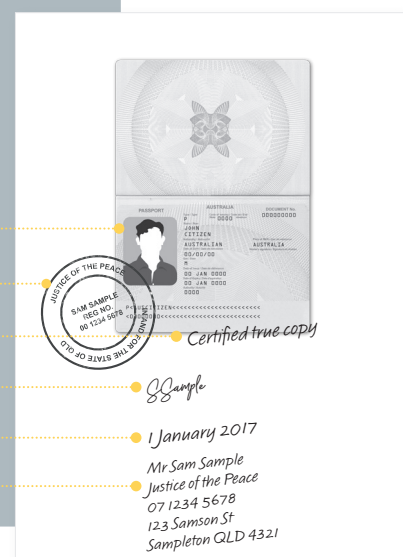 PASSPORT
AUSTRALIA
DOCUMENT No.
P
0000
000000000
JOHN
CITIZEN
AUSTRALIAN
AUSTRALIA
00/00/00
M
00 JAN 0000
00 JAN 0000
0000
JUSTICE OF THE PEACE
SAM SAMPLE
REG NO.
00 1234 5678
INAND FOR THE STATE OF QLD
Certified true copy
SSample
1 January 2017
Mr Sam Sample
Justice of the Peace
07 1234 5678
123 Samson St
Sampleton QLD 4321